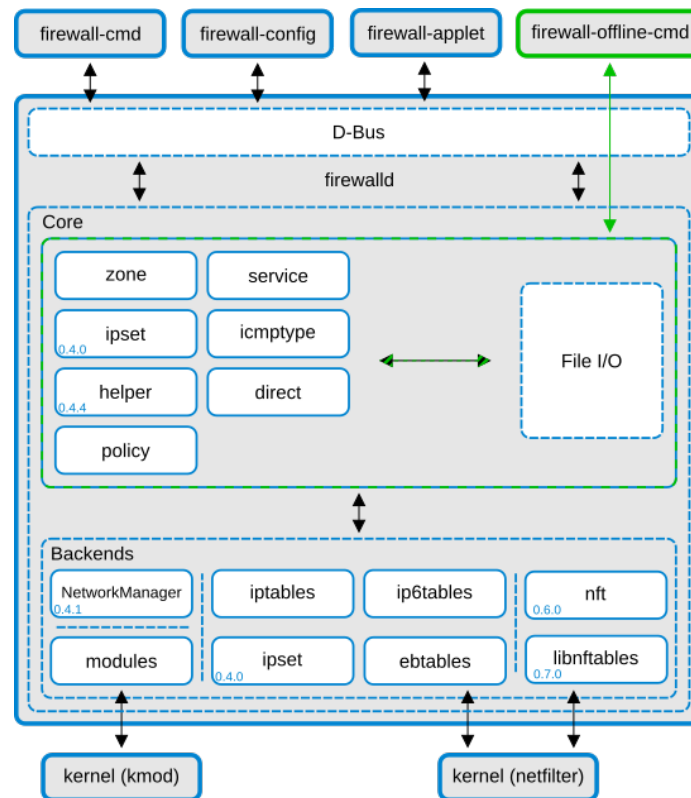 firewall-cmd
firewall-config
firewall-applet
firewall-offline-cmd
D-Bus
firewalld
Core
zone
service
ipset
0.4.0
icmptype
helper
0.4.4
direct
policy
File I/O
Backends
NetworkManager
0.4.1
iptables
ip6tables
nft
0.6.0
modules
ipset
0.4.0
ebtables
libnftables
0.7.0
kernel (kmod)
kernel (netfilter)